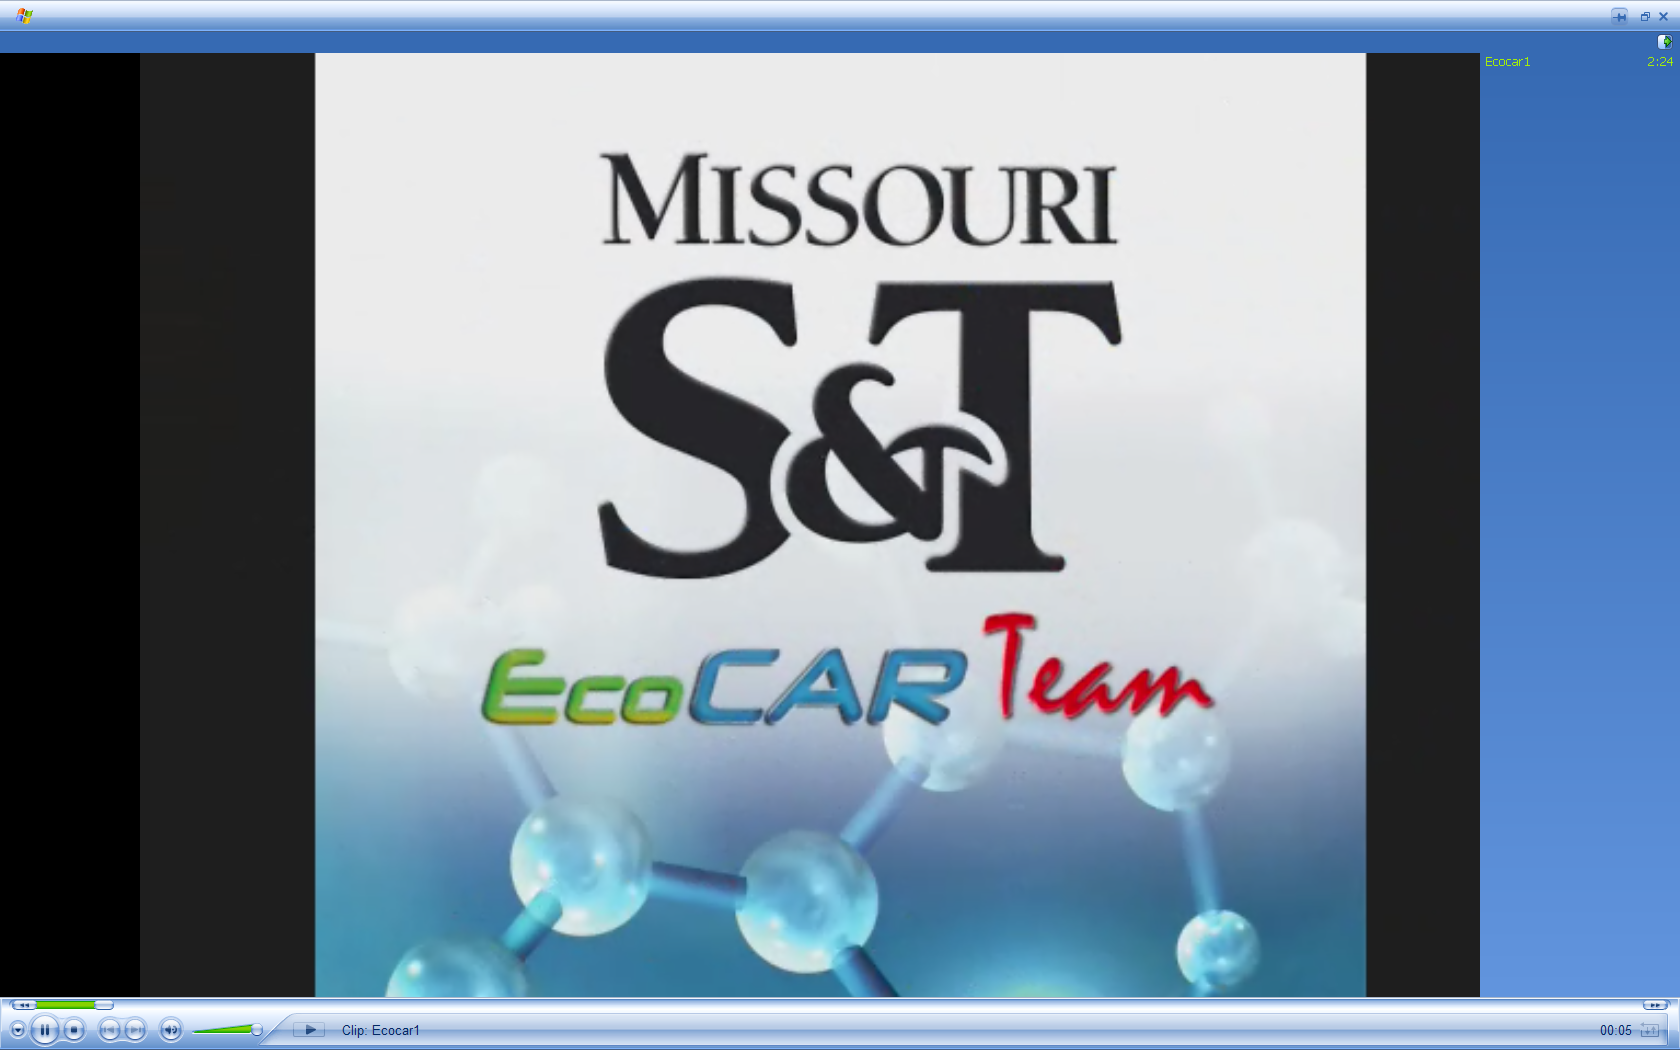 Ecocar1 2:24
MISSOURI
S&T
EcoCAR Team
Clip: Ecocar1 00:05